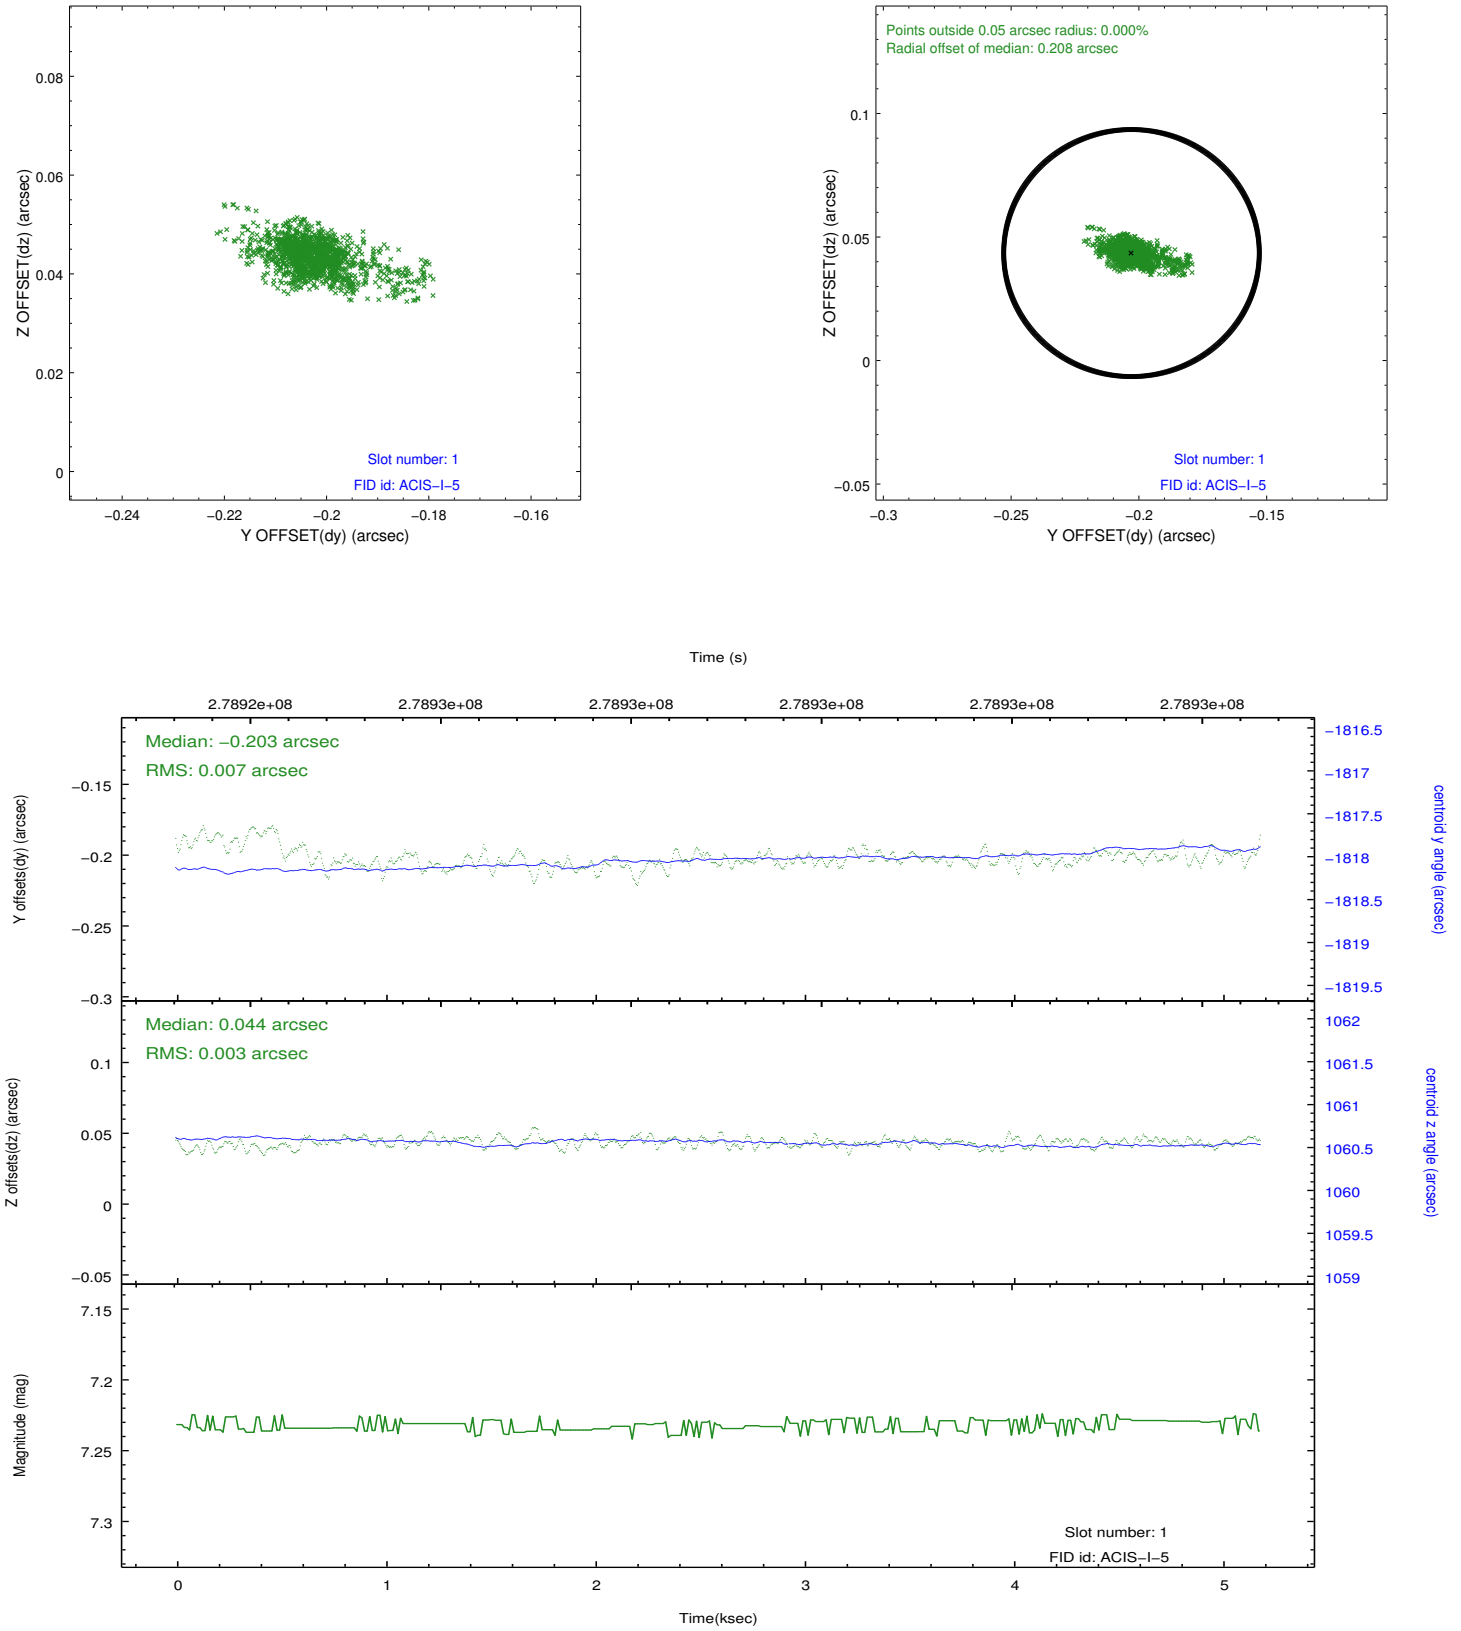 0.08
0.06
0.04
0.02
0
Z OFFSET(dz) (arcsec)
Slot number: 1
FID id: ACIS−I−5
−0.24
−0.22
−0.2
−0.18
−0.16
Y OFFSET(dy) (arcsec)
Points outside 0.05 arcsec radius: 0.000%
Radial offset of median: 0.208 arcsec
0.1
0.05
0
−0.05
Z OFFSET(dz) (arcsec)
Slot number: 1
FID id: ACIS−I−5
−0.3
−0.25
−0.2
−0.15
Y OFFSET(dy) (arcsec)
Time (s)
2.7892e+08
2.7893e+08
2.7893e+08
2.7893e+08
2.7893e+08
2.7893e+08
Median: −0.203 arcsec
RMS: 0.007 arcsec
−0.15
−0.2
−0.25
−0.3
Y offsets(dy) (arcsec)
−1816.5
−1817
−1817.5
−1818
−1818.5
−1819
−1819.5
centroid y angle (arcsec)
Median: 0.044 arcsec
RMS: 0.003 arcsec
0.1
0.05
0
−0.05
Z offsets(dz) (arcsec)
1062
1061.5
1061
1060.5
1060
1059.5
1059
centroid z angle (arcsec)
7.15
7.2
7.25
7.3
Magnitude (mag)
Slot number: 1
FID id: ACIS−I−5
0
1
2
3
4
5
Time(ksec)